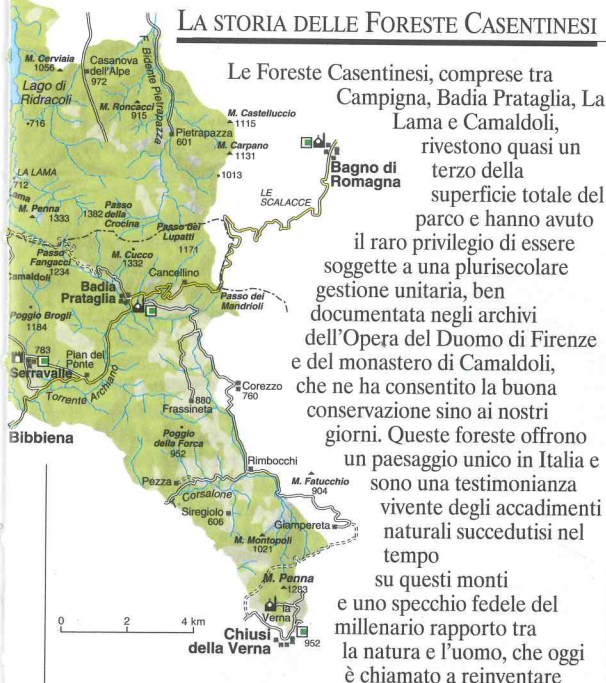 LA STORIA DELLE FORESTE CASENTINESI
Le Foreste Casentinesi, comprese tra
Campigna, Badia Prataglia, La
Lama e Camaldoli,
rivestono quasi un
terzo della
superficie totale del
parco e hanno avuto
il raro privilegio di essere
soggette a una plurisecolare
gestione unitaria, ben
documentata negli archivi
dell'Opera del Duomo di Firenze
e del monastero di Camaldoli,
che ne ha consentito la buona
conservazione sino ai nostri
giorni. Queste foreste offrono
un paesaggio unico in Italia e
sono una testimonianza
vivente degli accadimenti
naturali succedutisi nel
tempo
su questi monti
e uno specchio fedele del
millenario rapporto tra
la natura e l'uomo, che oggi
è chiamato a reinventare
M. Cerviaia
1056
Casanova
dell'Alpe
972
F. Bidente Pietrapazza
Lago di
Ridracoli
M. Roncacci
915
716
Pietrapazza
601
M. Castelluccio
1115
M. Carpano
1131
1013
Bagno di
Romagna
LE
SCALACCE
LA LAMA
712
M. Penna
1333
1382
Passo
della
Crocina
Passo dei
Lupatti
1171
Passo
Fangacci
1234
Camaldoli
M. Cucco
1332
Cancellino
Badia
Prataglia
Passo dei
Mandrioli
Poggio Brogli
1184
783
Serravalle
Pian del
Ponte
Torrente Archiano
Bibbiena
880
Frassineta
Corezzo
760
Poggio
della Forca
952
Rimbocchi
Pezza
T. Corsalone
M. Fatucchio
904
Siregiolo
606
Giampereta
M. Montopoli
1021
M. Penna
1283
la
Verna
Chiusi
della Verna
952
0 2 4 km